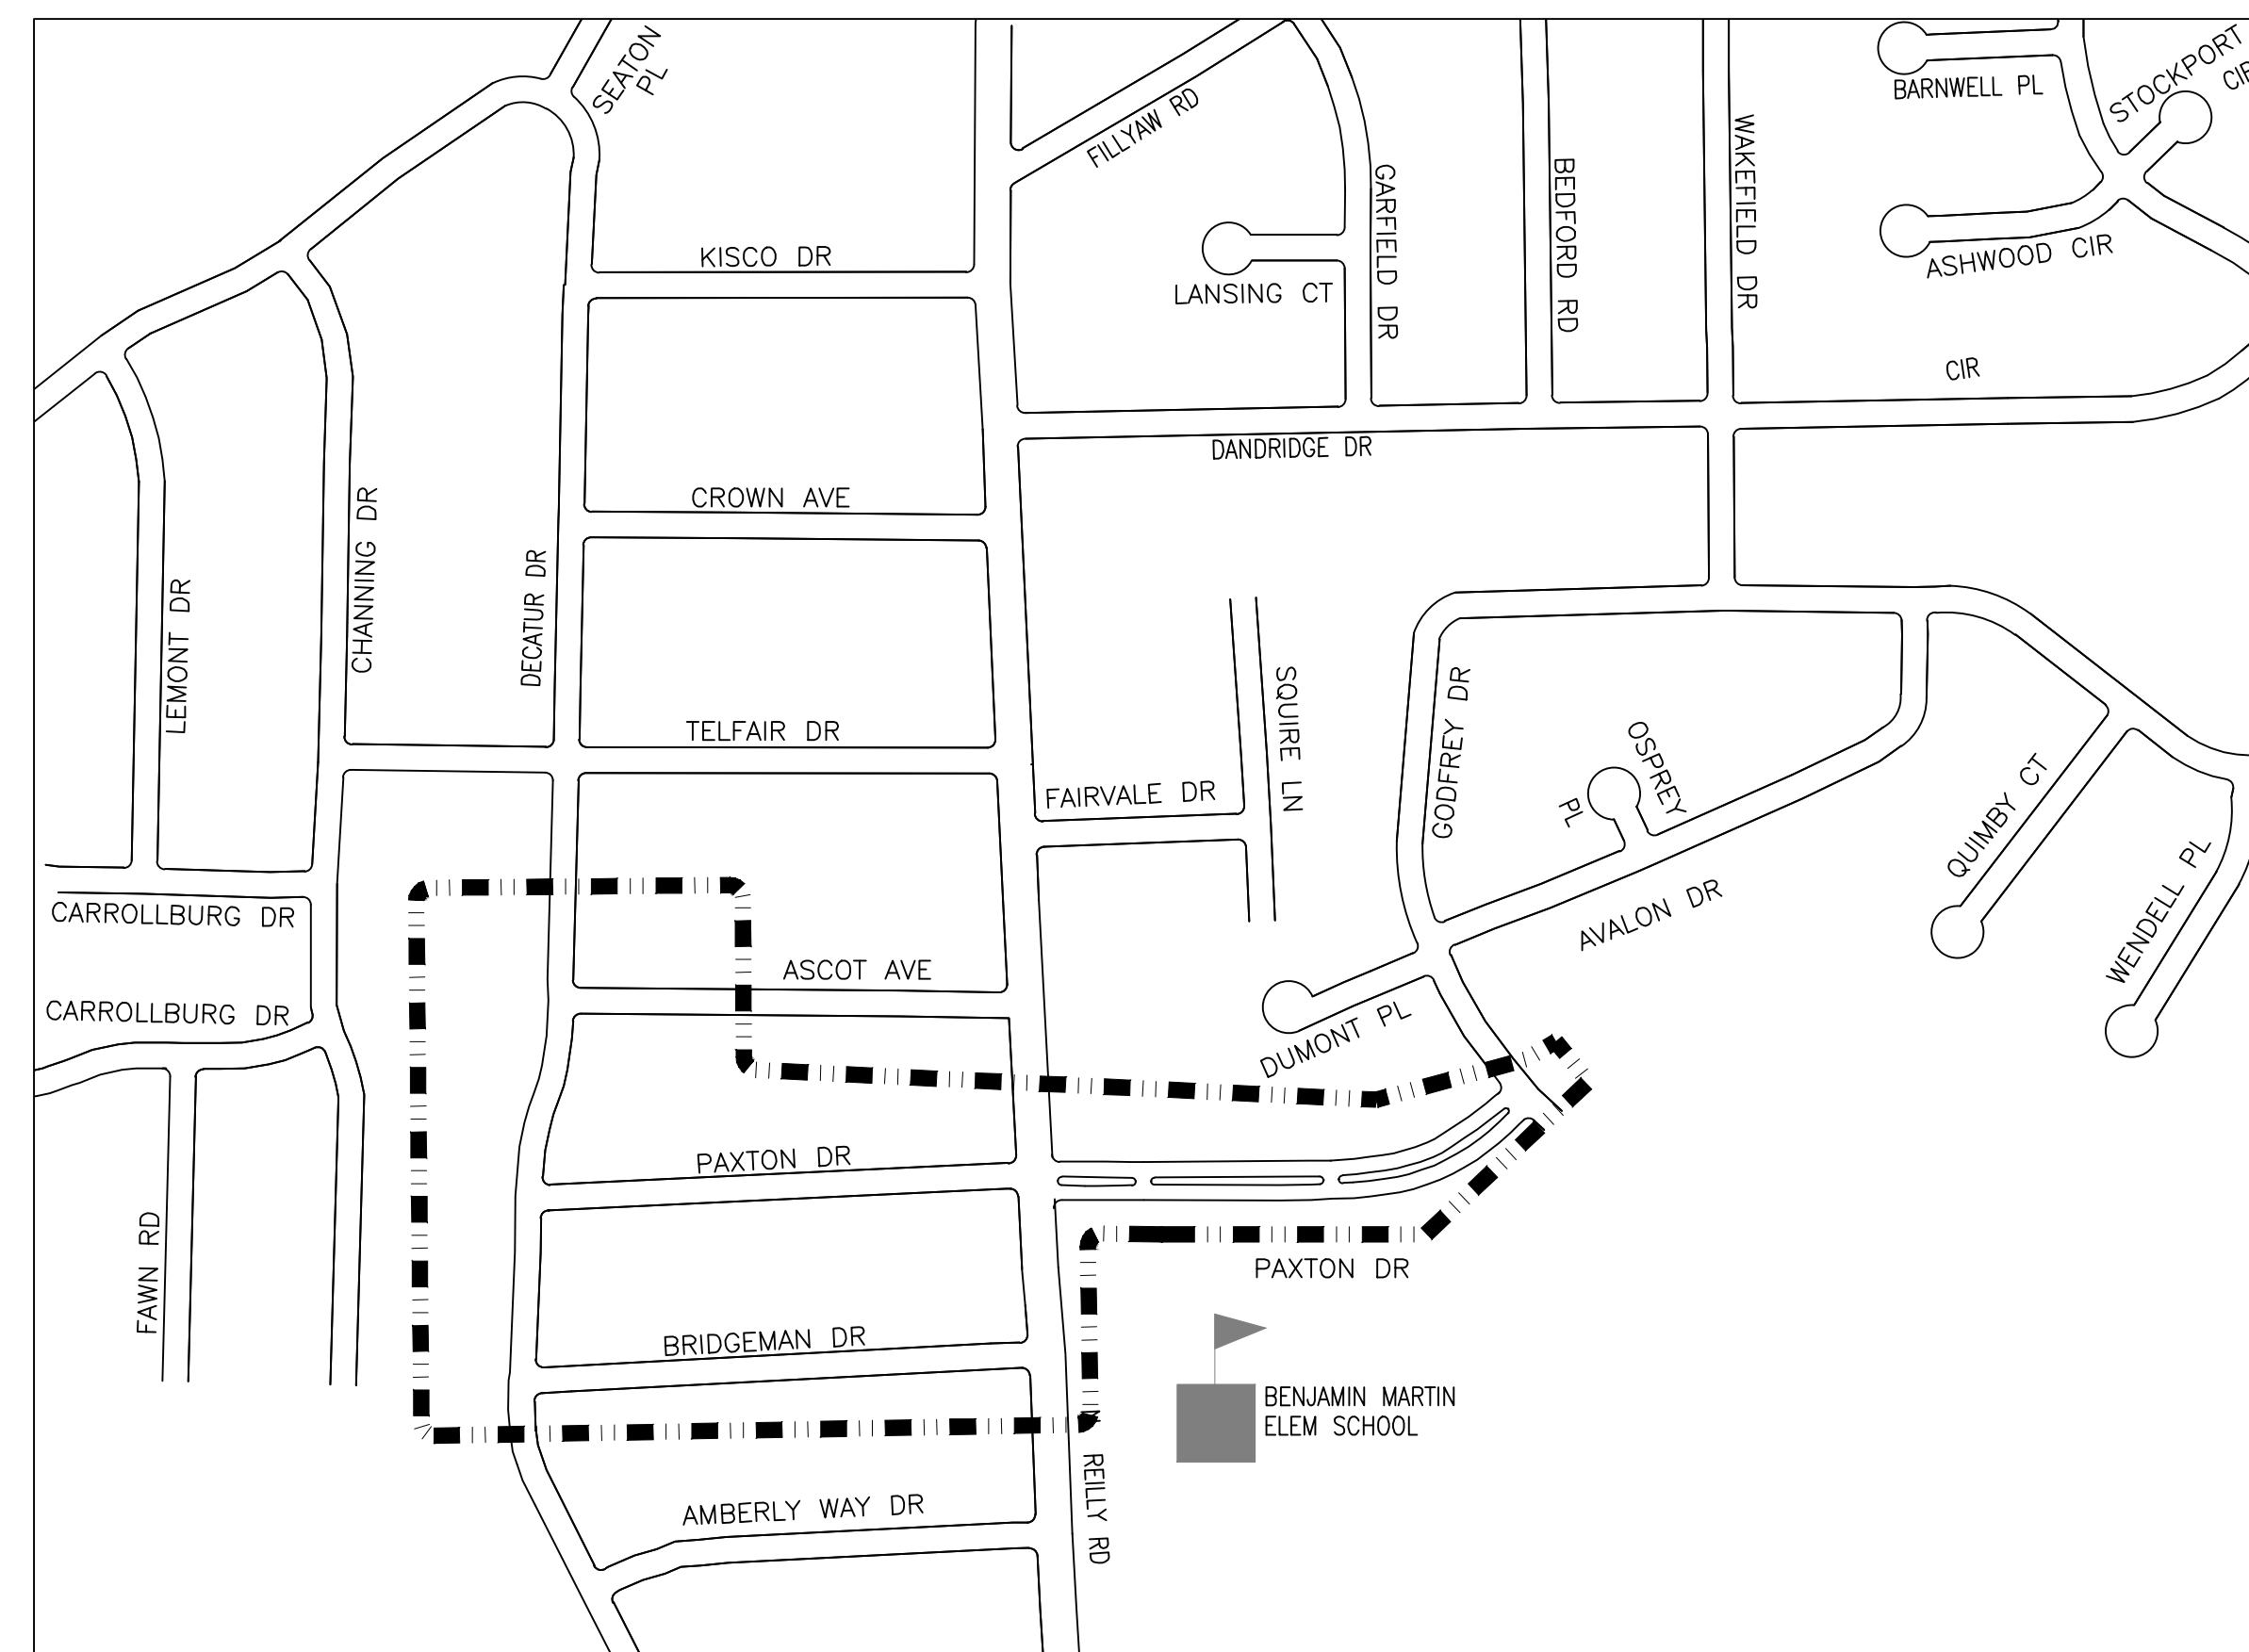 SEATON
PL
FILLYAW RD
BARNWELL PL
STOCKPORT
CIR
KISCO DR
LANSING CT
GARFIELD DR
BEDFORD RD
WAKEFIELD DR
ASHWOOD CIR
CIR
DANDRIDGE DR
CROWN AVE
CHANNING DR
DECATUR DR
LEMONT DR
TELFAIR DR
SQUIRE LN
FAIRVALE DR
GODFREY DR
OSPREY
PL
QUIMBY CT
WENDELL PL
AVALON DR
CARROLLBURG DR
ASCOT AVE
CARROLLBURG DR
DUMONT PL
PAXTON DR
FAWN RD
PAXTON DR
BRIDGEMAN DR
BENJAMIN MARTIN
ELEM SCHOOL
REILLY RD
AMBERLY WAY DR